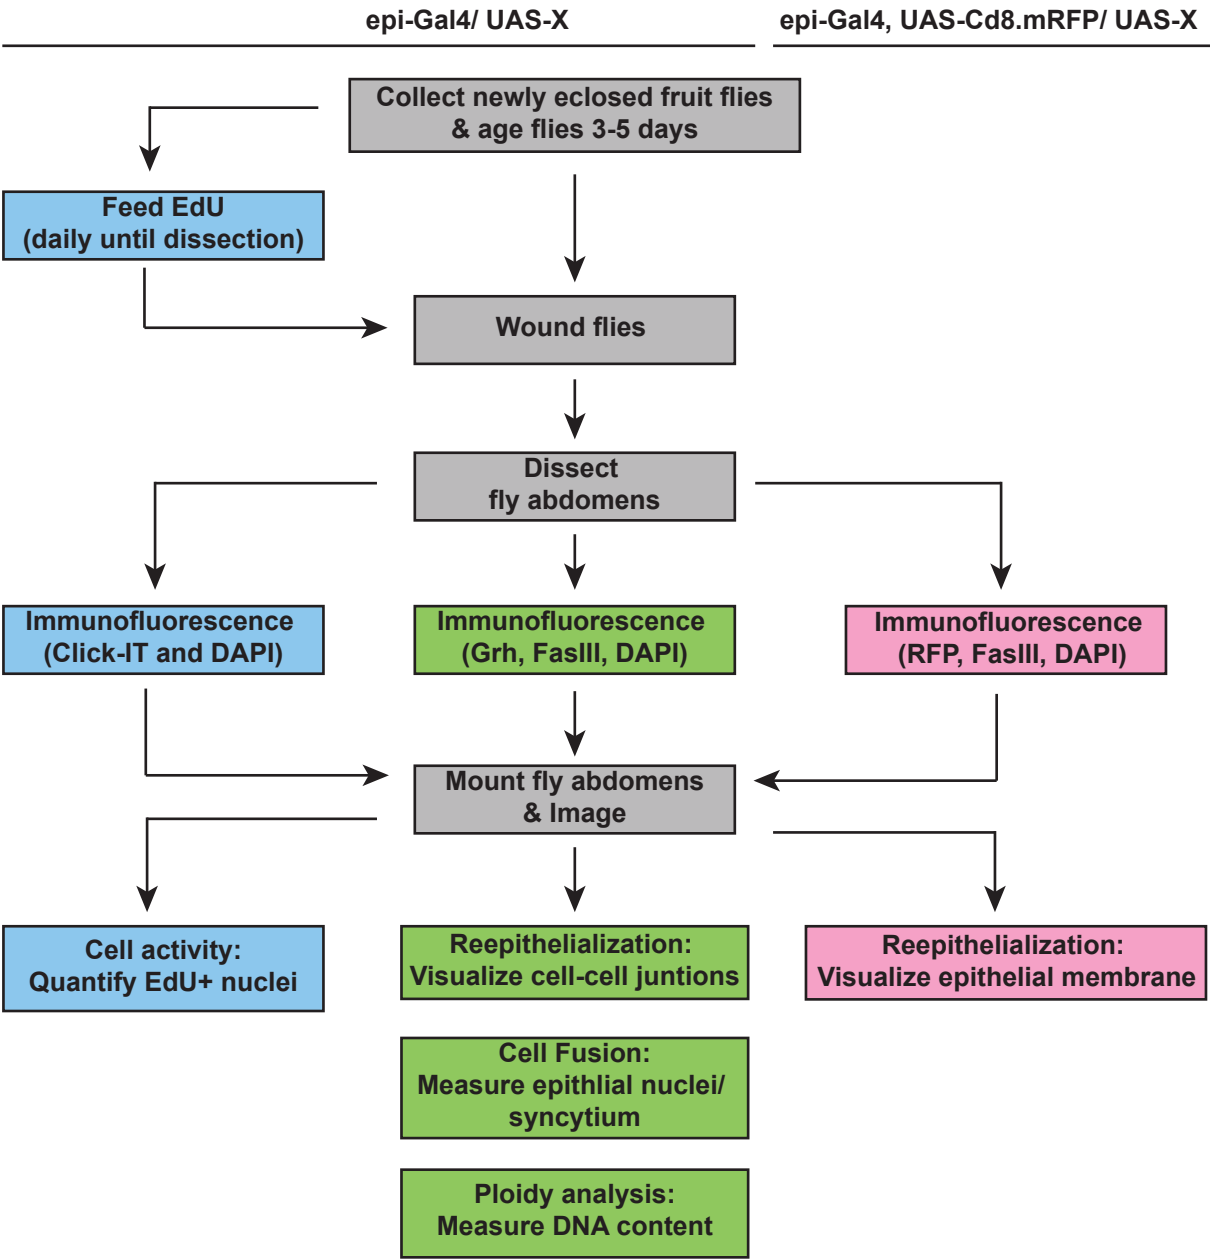 epi-Gal4/ UAS-X
epi-Gal4, UAS-Cd8.mRFP/ UAS-X
Collect newly eclosed fruit flies
& age flies 3-5 days
Feed EdU
(daily until dissection)
Wound flies
Dissect
fly abdomens
Immunofluorescence
(Click-IT and DAPI)
Immunofluorescence
(Grh, FasIII, DAPI)
Immunofluorescence
(RFP, FasIII, DAPI)
Mount fly abdomens
& Image
Cell activity:
Quantify EdU+ nuclei
Reepithelialization:
Visualize cell-cell juntions
Reepithelialization:
Visualize epithelial membrane
Cell Fusion:
Measure epithlial nuclei/
syncytium
Ploidy analysis:
Measure DNA content